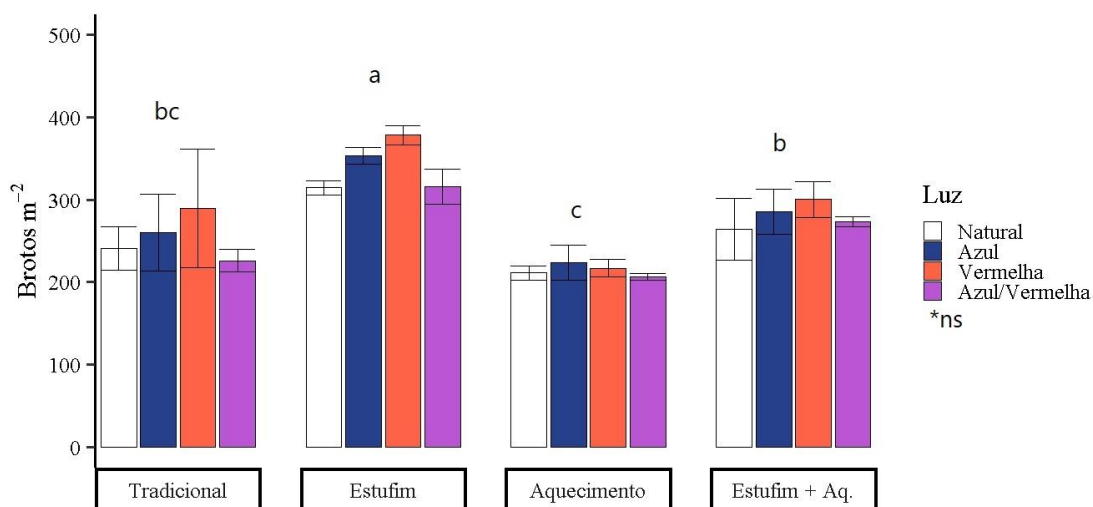 500
400
300
200
100
0
Brotos m⁻²
bc
a
c
b
Luz
Natural
Azul
Vermelha
Azul/Vermelha
*ns
Tradicional
Estufim
Aquecimento
Estufim + Aq.